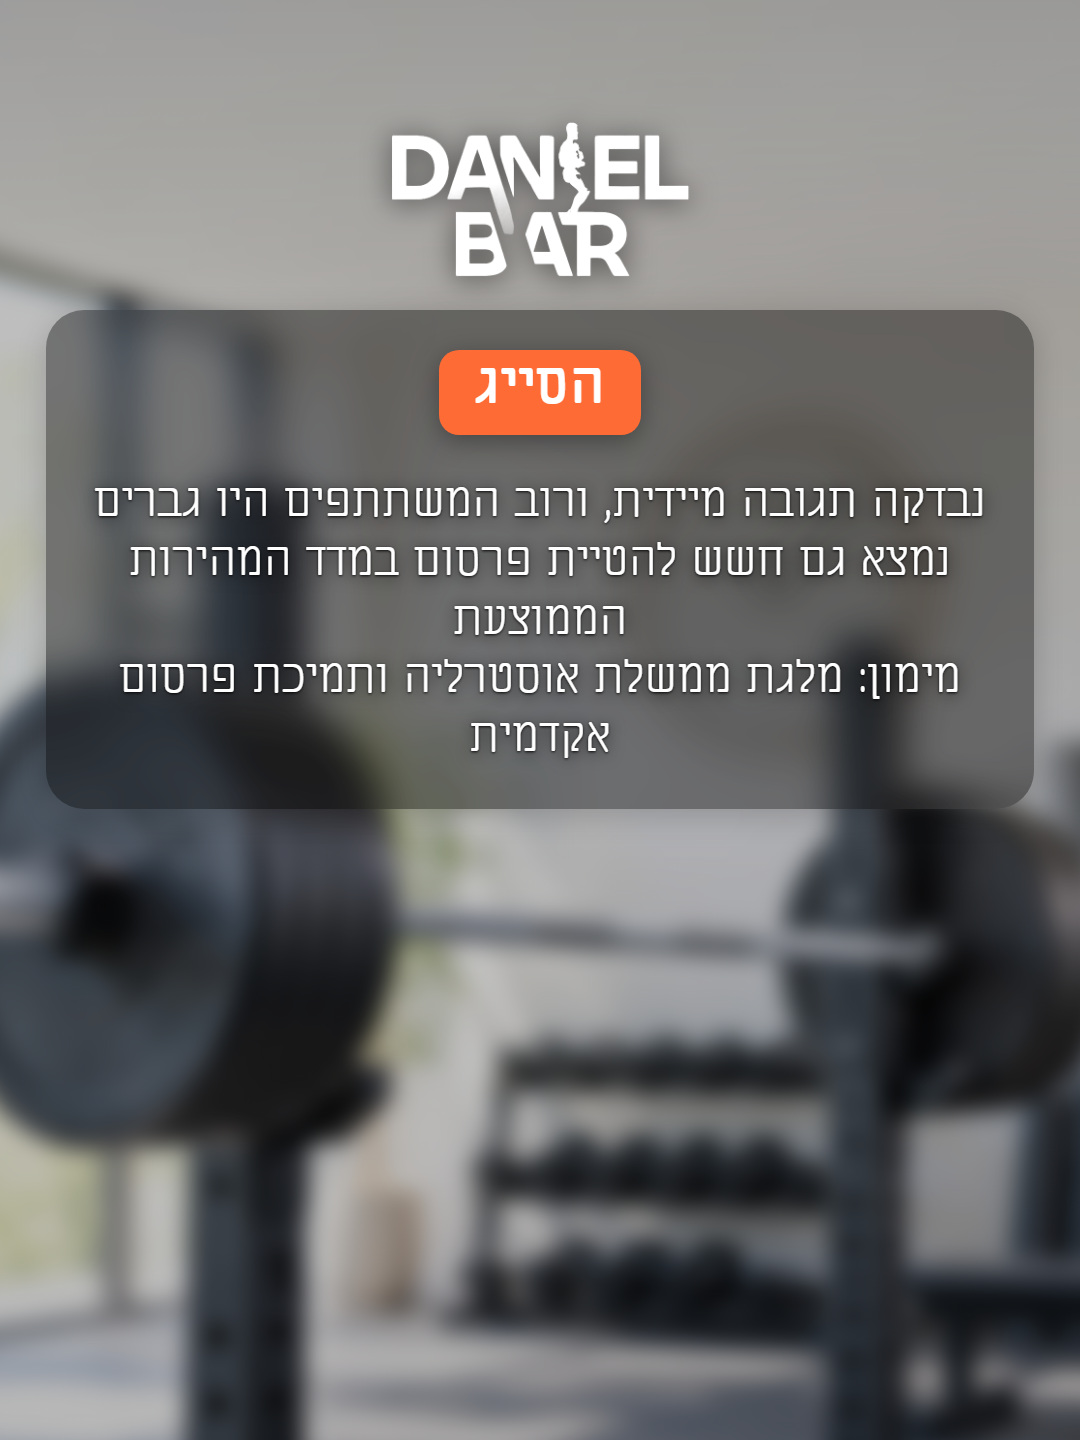 DANIEL
BAR
הסייג
נבדקה תגובה מיידית, ורוב המשתתפים היו גברים
נמצא גם חשש להטיית פרסום במדד המהירות
הממוצעת
מימון: מלגת ממשלת אוסטרליה ותמיכת פרסום
אקדמית